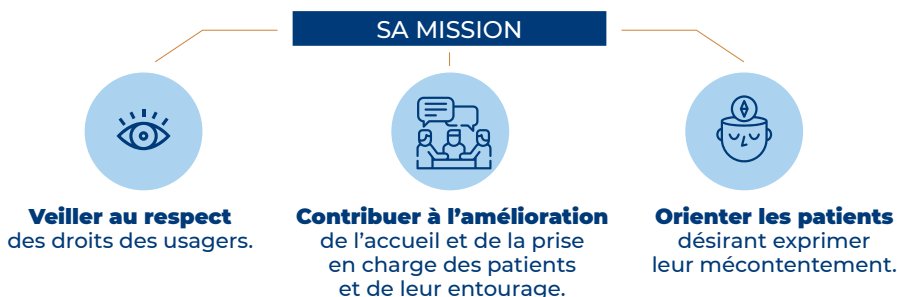 SA MISSION
Veiller au respect
des droits des usagers.
Contribuer à l’amélioration
de l’accueil et de la prise
en charge des patients
et de leur entourage.
Orienter les patients
désirant exprimer
leur mécontentement.